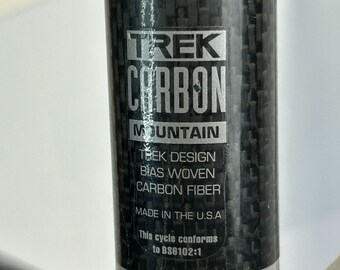 TREK
CARBON
MOUNTAIN
TREK DESIGN
BIAS WOVEN
CARBON FIBER
MADE IN THE U.S.A
This cycle conforms
to BS6102:1